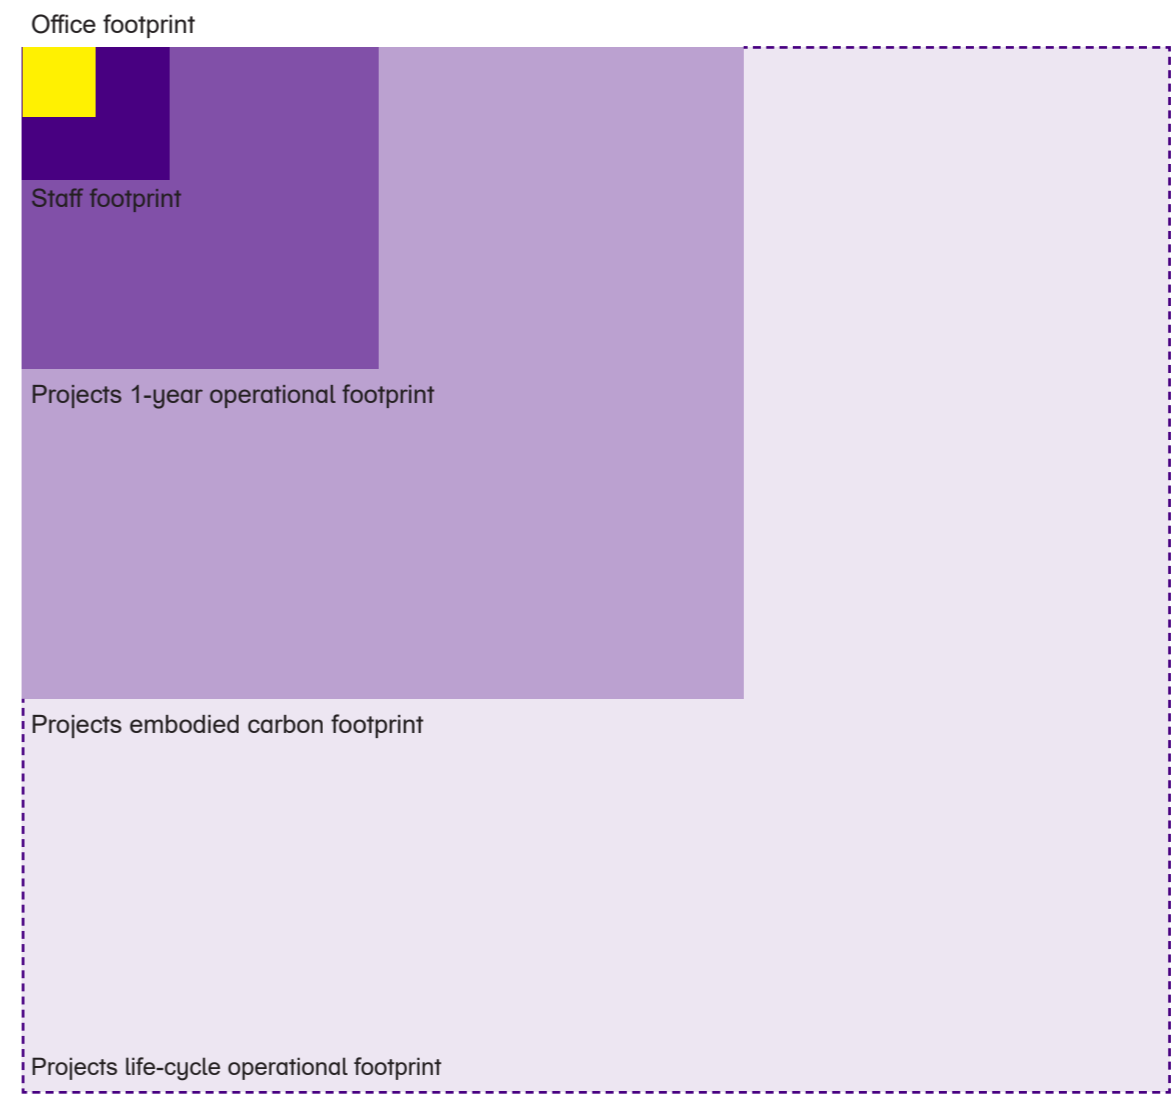 Office footprint
Staff footprint
Projects 1-year operational footprint
Projects embodied carbon footprint
Projects life-cycle operational footprint